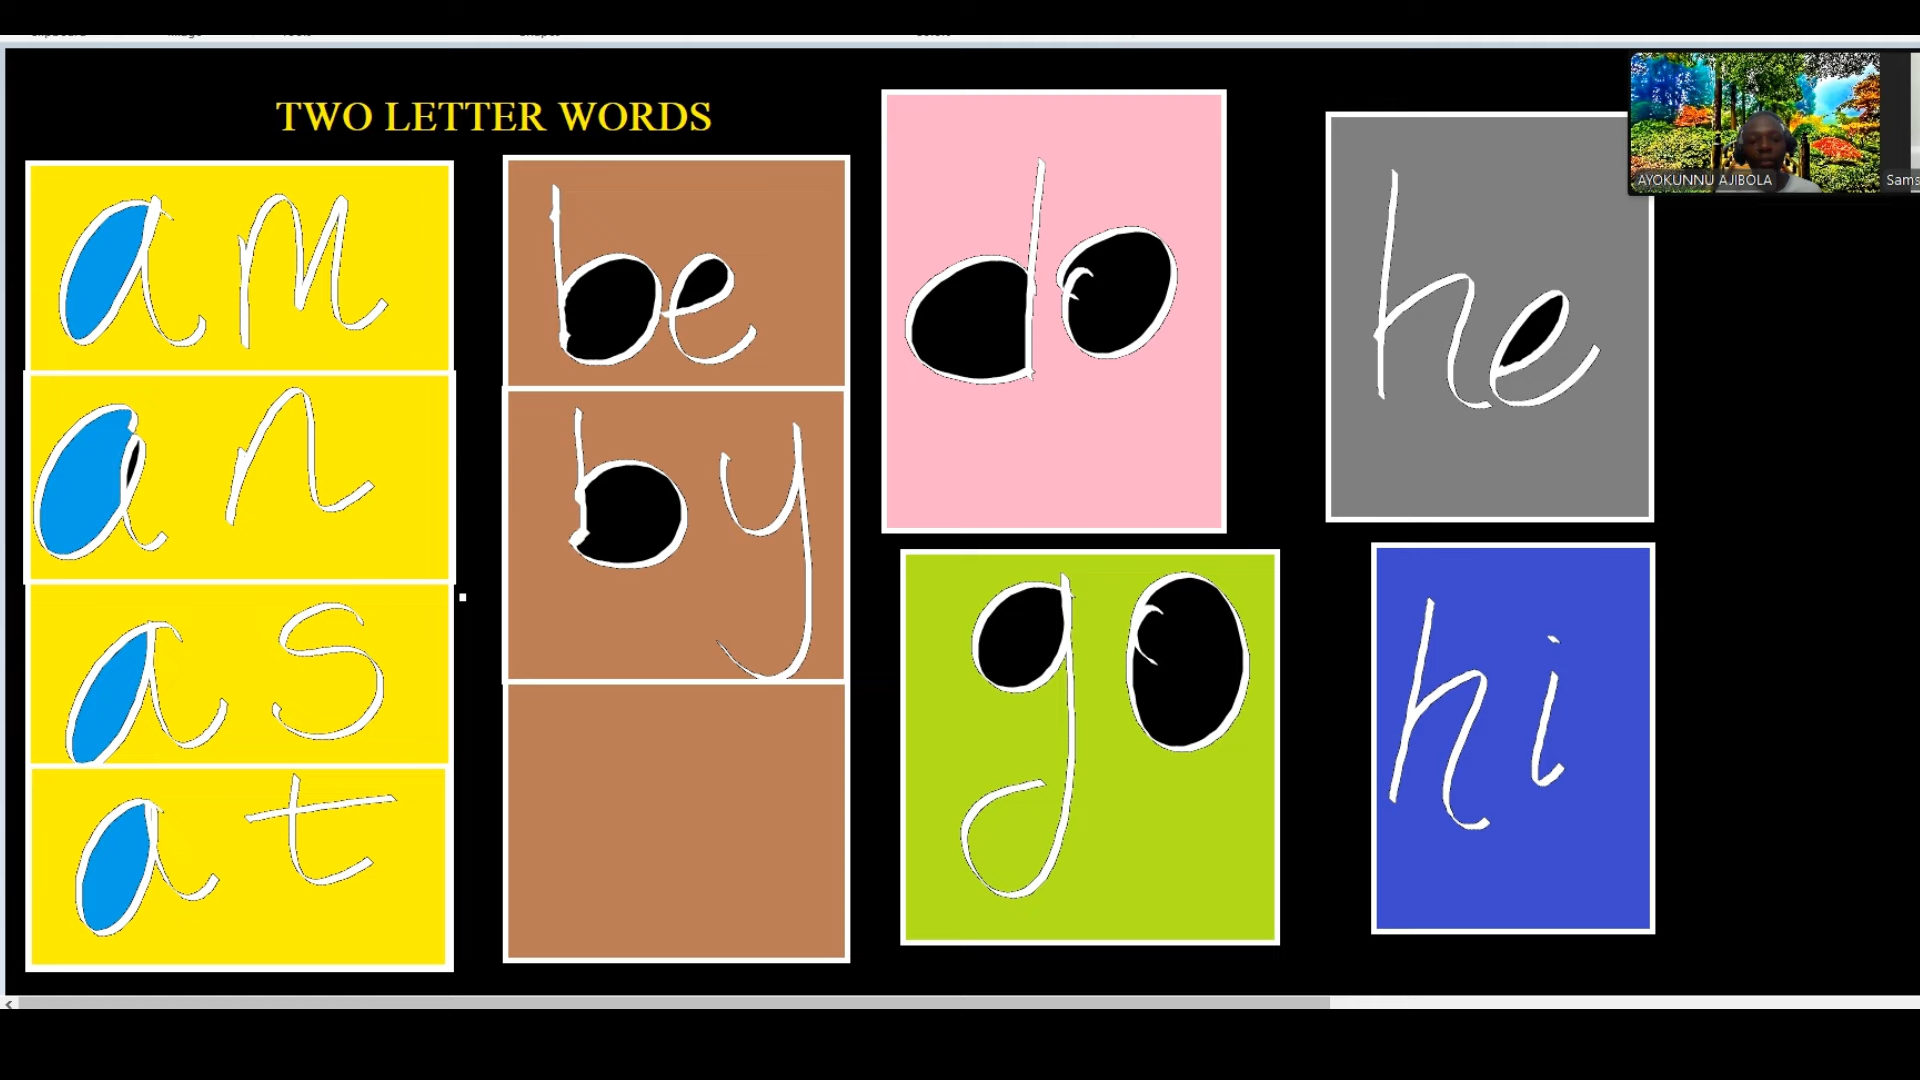 TWO LETTER WORDS
am
an
as
at
be
by
do
go
he
hi
AYOKUNNU AJIBOLA
Sams